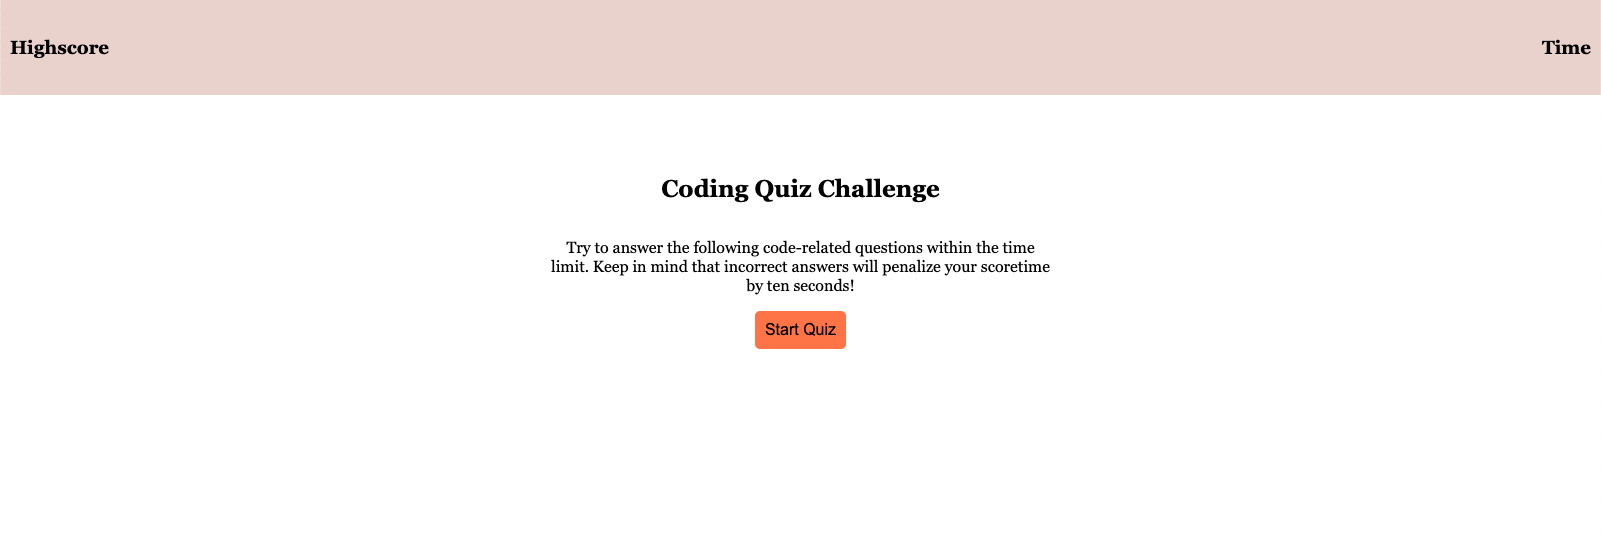 Highscore
Time
Coding Quiz Challenge
Try to answer the following code-related questions within the time
limit. Keep in mind that incorrect answers will penalize your scoretime
by ten seconds!
Start Quiz